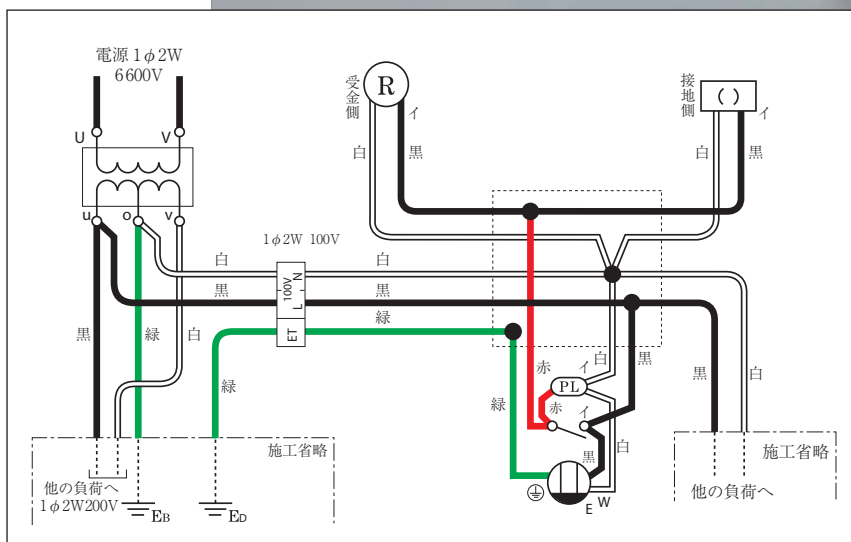 電源 1φ2W
6600V
U
V
u
o
v
受金側
R
イ
白
黒
接地側
( )
イ
白
黒
1φ2W 100V
白
黒
100V
N
L
ET
白
黒
緑
黒
緑
白
緑
赤
イ
白
黒
PL
緑
赤
イ
白
黒
E
W
黒
白
施工省略
他の負荷へ
1φ2W200V
EB
ED
施工省略
他の負荷へ